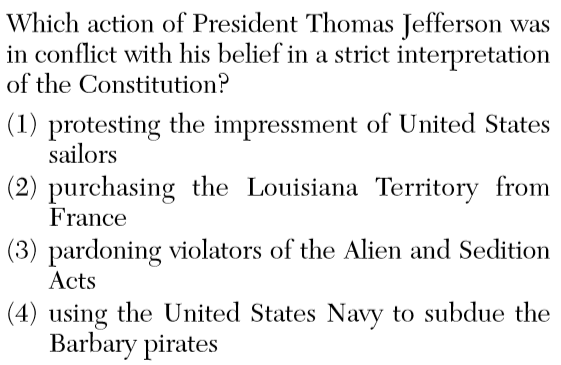 Which action of President Thomas Jefferson was
in conflict with his belief in a strict interpretation
of the Constitution?
(1) protesting the impressment of United States
sailors
(2) purchasing the Louisiana Territory from
France
(3) pardoning violators of the Alien and Sedition
Acts
(4) using the United States Navy to subdue the
Barbary pirates